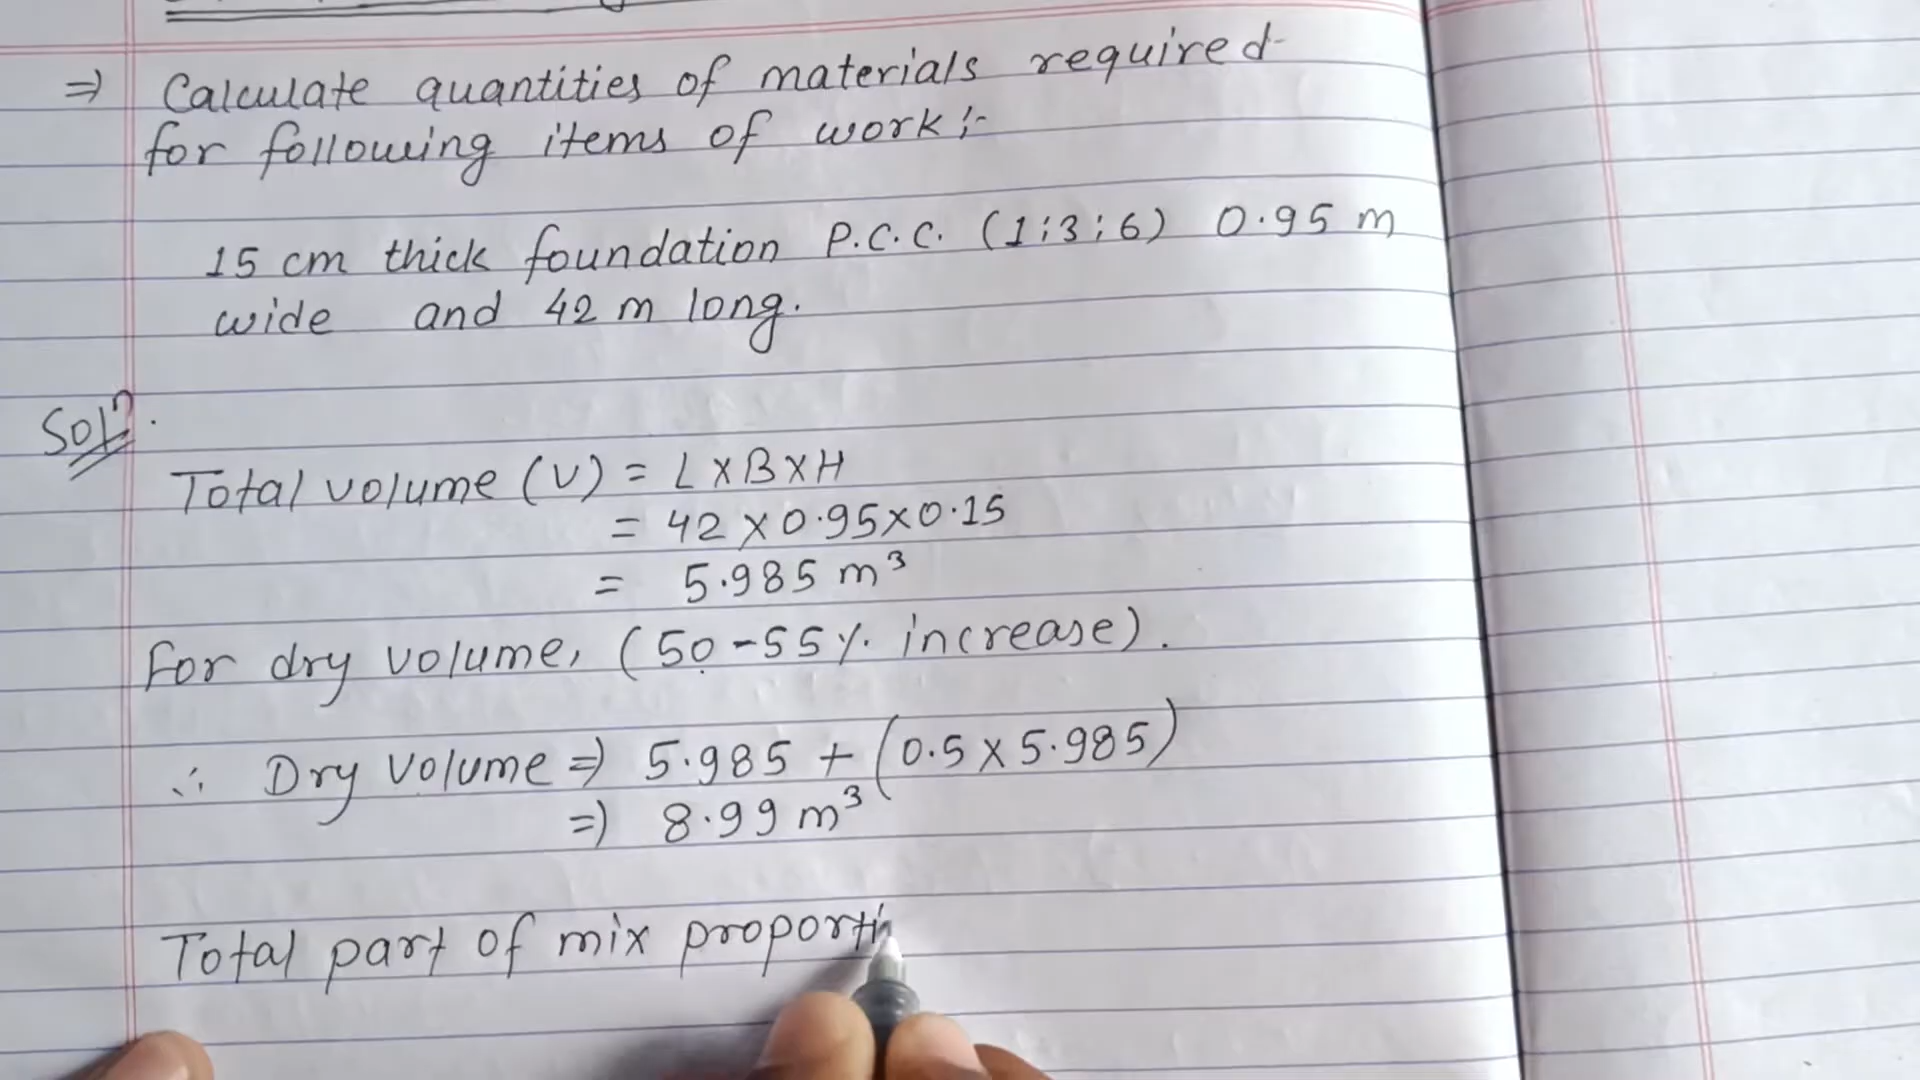 ⇒ Calculate quantities of materials required
for following items of work:-
15 cm thick foundation P.C.C. (1:3:6) 0.95 m
wide and 42 m long.
Solⁿ.
Total volume (V) = L X B X H
= 42 X 0.95 X 0.15
= 5.985 m³
For dry volume, (50-55% increase).
∴ Dry Volume ⇒ 5.985 + (0.5 X 5.985)
⇒ 8.99 m³
Total part of mix proporti